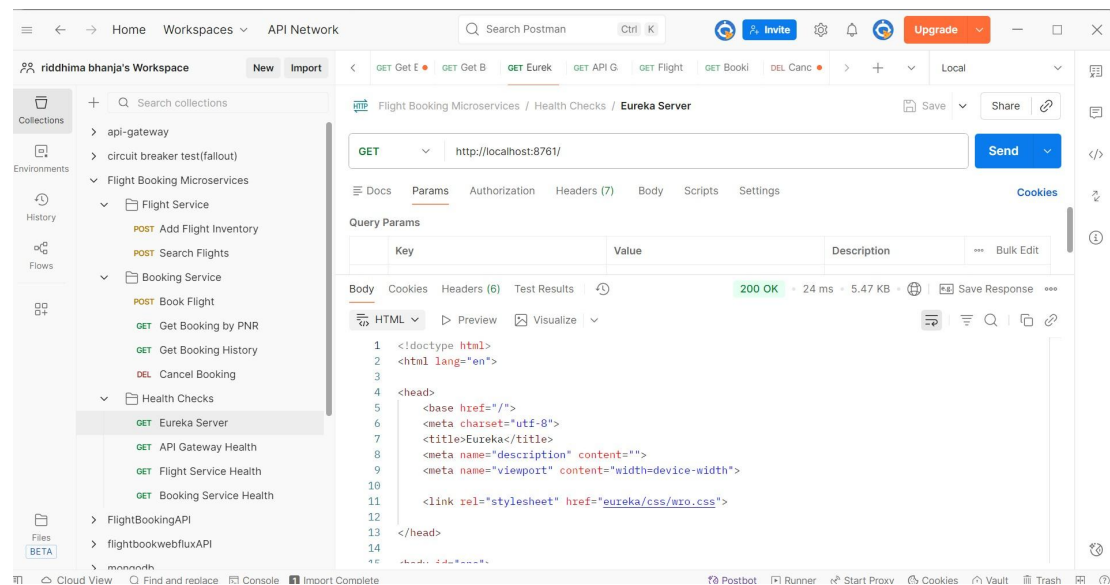 Home Workspaces API Network Search Postman Ctrl K Invite Upgrade
riddhima bhanja's Workspace New Import GET Get E GET Get B GET Eurek GET API G GET Flight GET Booki DEL Canc Local
Collections
Environments
History
Flows
Files
BETA
Search collections
api-gateway
circuit breaker test(fallout)
Flight Booking Microservices
Flight Service
POST Add Flight Inventory
POST Search Flights
Booking Service
POST Book Flight
GET Get Booking by PNR
GET Get Booking History
DEL Cancel Booking
Health Checks
GET Eureka Server
GET API Gateway Health
GET Flight Service Health
GET Booking Service Health
FlightBookingAPI
flightbookwebfluxAPI
mongodb
HTTP Flight Booking Microservices / Health Checks / Eureka Server Save Share
GET http://localhost:8761/ Send
Docs Params Authorization Headers (7) Body Scripts Settings Cookies
Query Params
Key Value Description Bulk Edit
Body Cookies Headers (6) Test Results 200 OK 24 ms 5.47 KB e.g. Save Response
HTML Preview Visualize
1 <!doctype html>
2 <html lang="en">
3
4 <head>
5 <base href="/">
6 <meta charset="utf-8">
7 <title>Eureka</title>
8 <meta name="description" content="">
9 <meta name="viewport" content="width=device-width">
10
11 <link rel="stylesheet" href="eureka/css/wro.css">
12
13 </head>
14
15 <body id="one">
Cloud View Find and replace Console 1 Import Complete Postbot Runner Start Proxy Cookies Vault Trash